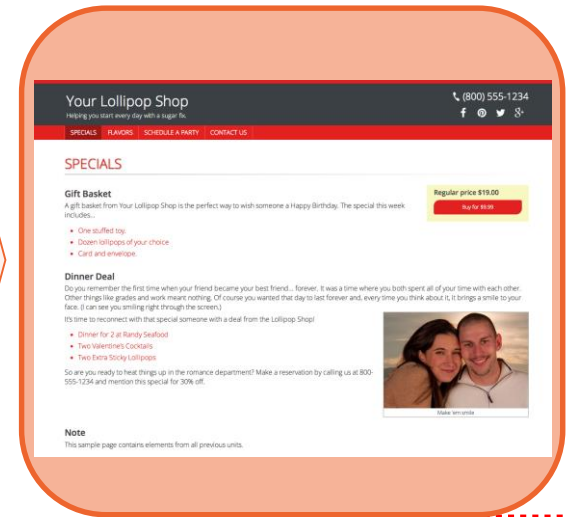 Your Lollipop Shop
Helping you start every day with a sugar fix.
(800) 555-1234
SPECIALS FLAVORS SCHEDULE A PARTY CONTACT US
SPECIALS
Gift Basket
A gift basket from Your Lollipop Shop is the perfect way to wish someone a Happy Birthday. The special this week
includes...
One stuffed toy.
Dozen lollipops of your choice
Card and envelope.
Regular price $19.00
Buy for $9.99
Dinner Deal
Do you remember the first time when your friend became your best friend... forever. It was a time where you both spent all of your time with each other.
Other things like grades and work meant nothing. Of course you wanted that day to last forever and, every time you think about it, it brings a smile to your
face. (I can see you smiling right through the screen.)
It's time to reconnect with that special someone with a deal from the Lollipop Shop!
Dinner for 2 at Randy Seafood
Two Valentine's Cocktails
Two Extra Sticky Lollipops
So are you ready to heat things up in the romance department? Make a reservation by calling us at 800-
555-1234 and mention this special for 30% off.
Make 'em smile
Note
This sample page contains elements from all previous units.